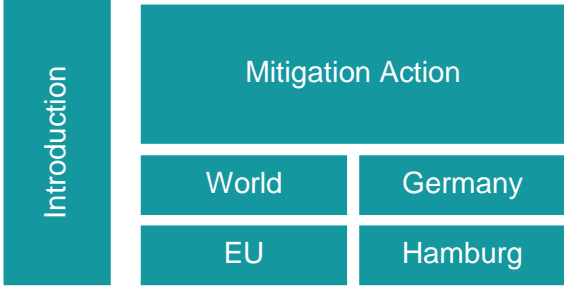 Introduction
Mitigation Action
World
Germany
EU
Hamburg